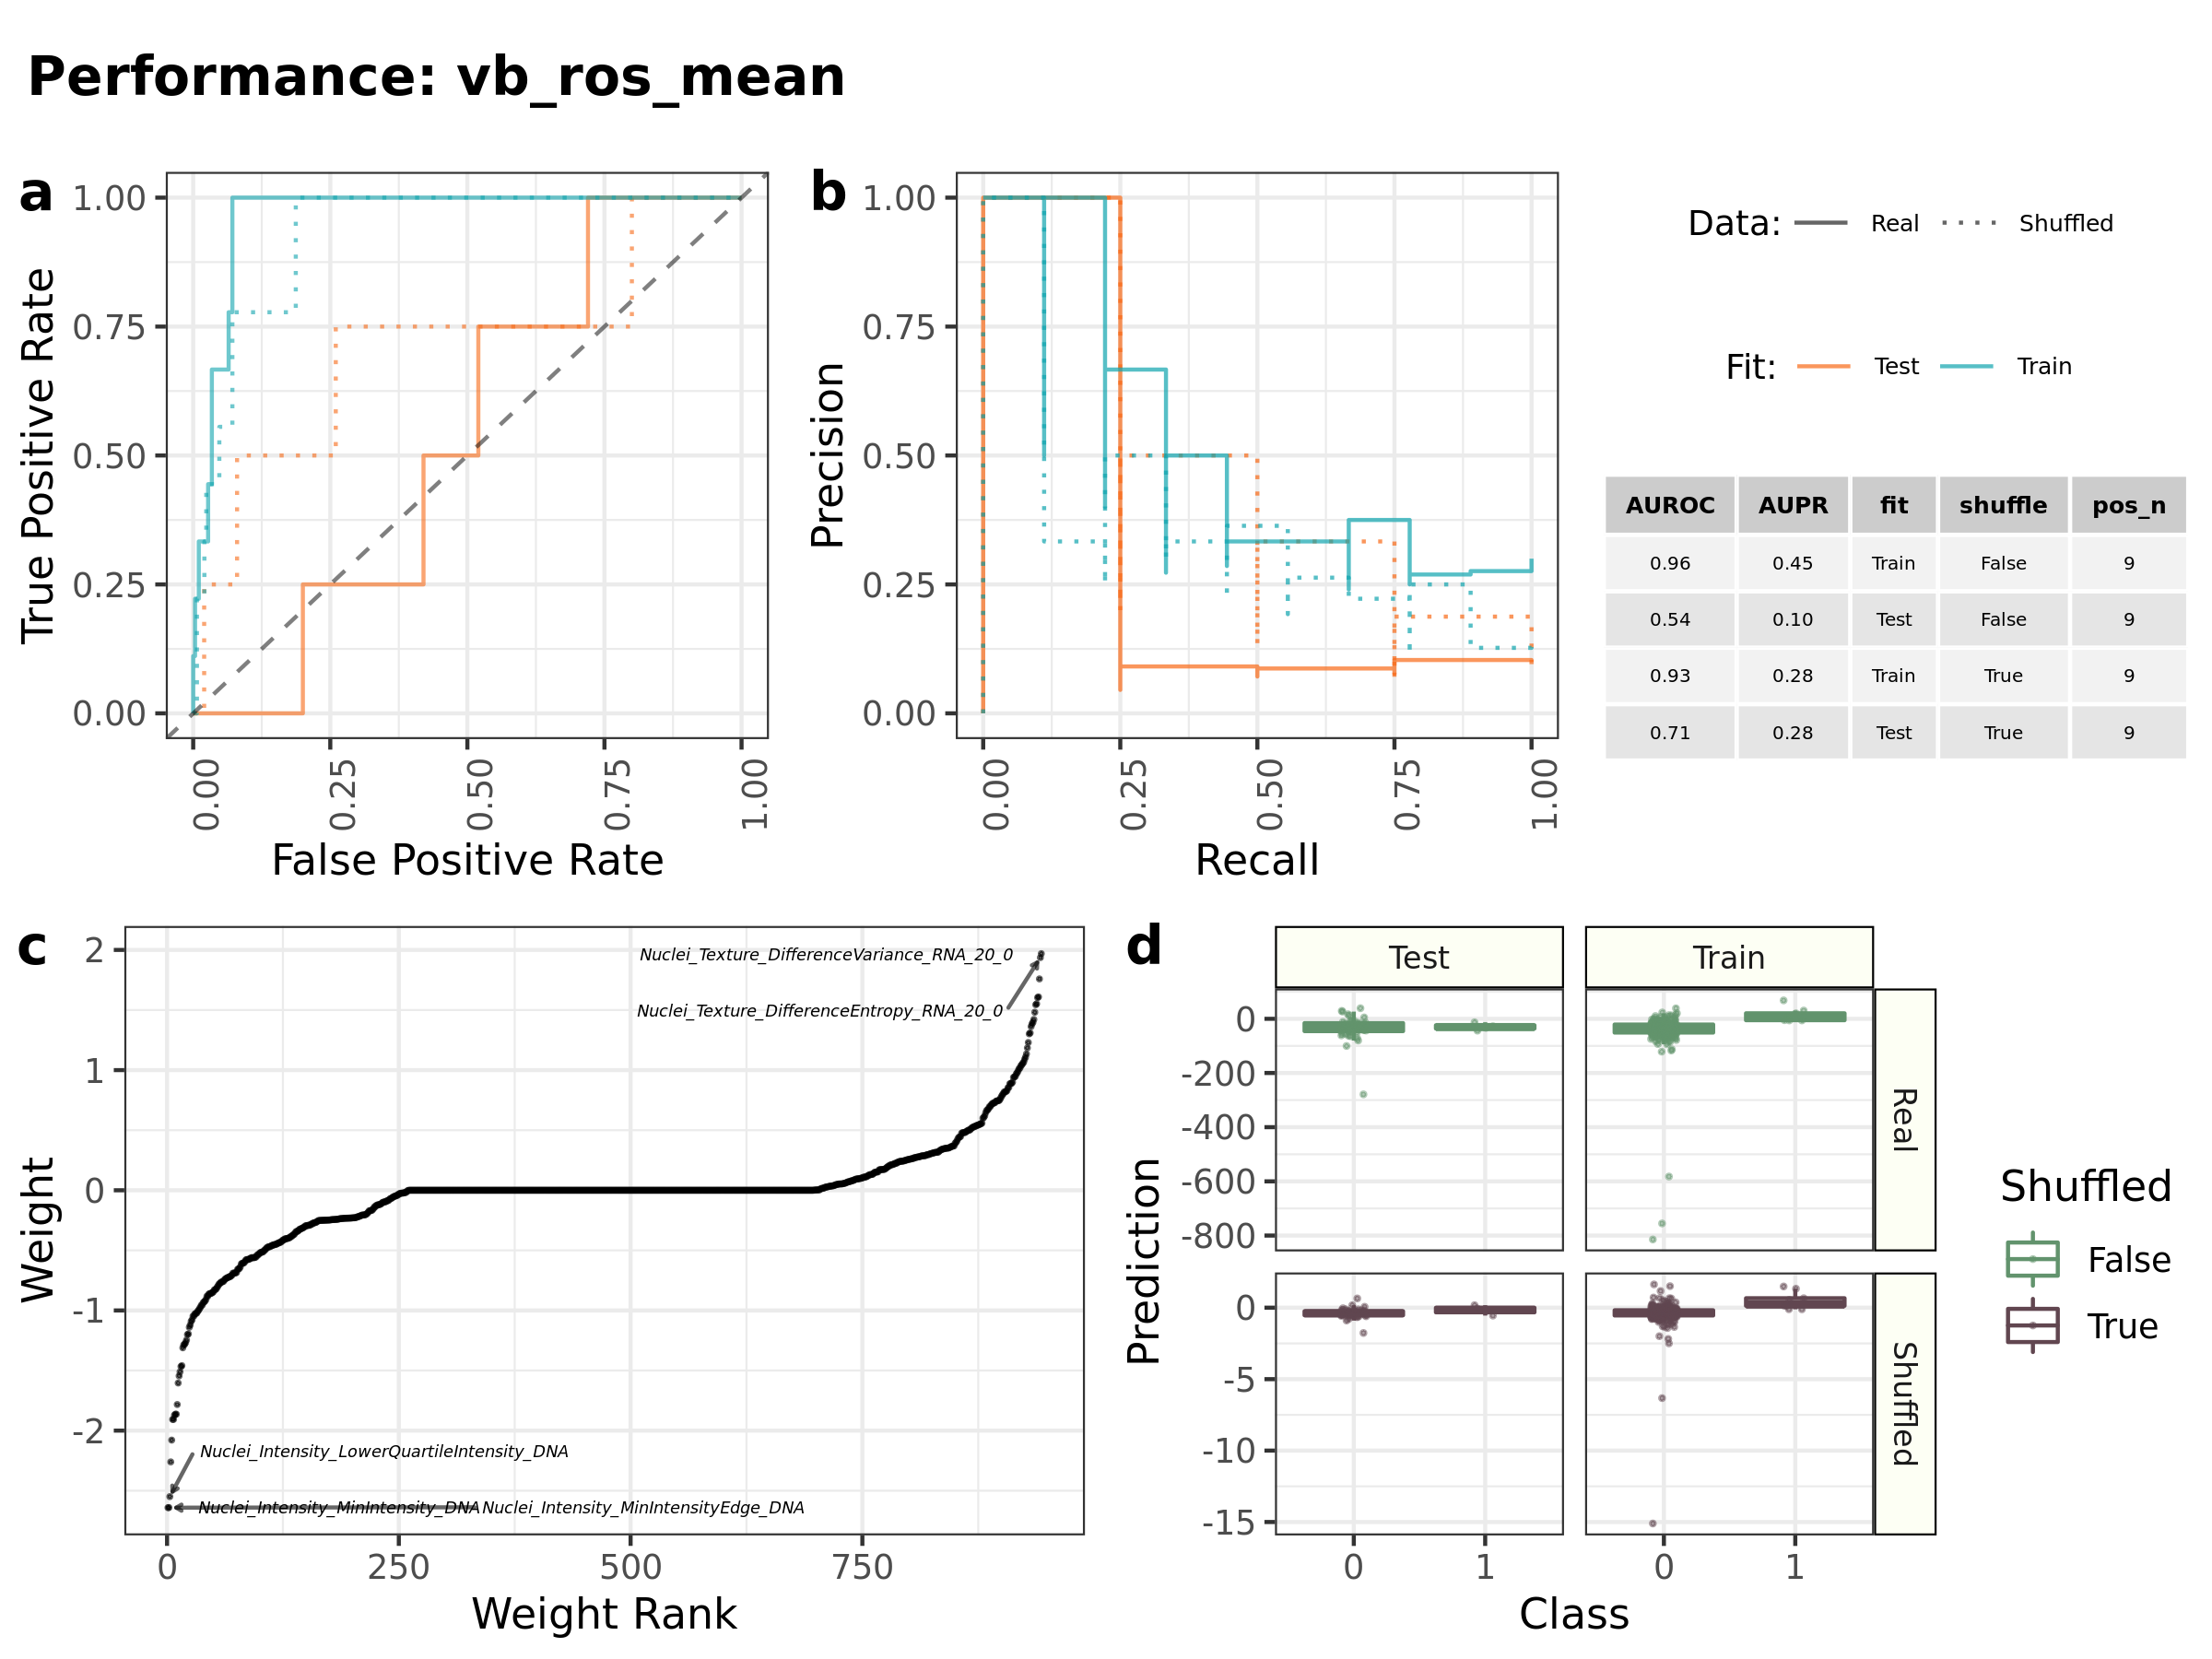 Performance: vb_ros_mean
a
1.00
0.75
0.50
0.25
0.00
True Positive Rate
0.00
0.25
0.50
0.75
1.00
False Positive Rate
b
1.00
0.75
0.50
0.25
0.00
Precision
0.00
0.25
0.50
0.75
1.00
Recall
Data: Real Shuffled
Fit: Test Train
AUROC AUPR fit shuffle pos_n
0.96 0.45 Train False 9
0.54 0.10 Test False 9
0.93 0.28 Train True 9
0.71 0.28 Test True 9
c
2
1
0
-1
-2
Weight
Nuclei_Texture_DifferenceVariance_RNA_20_0
Nuclei_Texture_DifferenceEntropy_RNA_20_0
Nuclei_Intensity_LowerQuartileIntensity_DNA
Nuclei_Intensity_MinIntensity_DNA Nuclei_Intensity_MinIntensityEdge_DNA
0 250 500 750
Weight Rank
d
Test Train
0
-200
-400
-600
-800
Real
0
-5
-10
-15
Shuffled
Prediction
0 1 0 1
Class
Shuffled
False
True